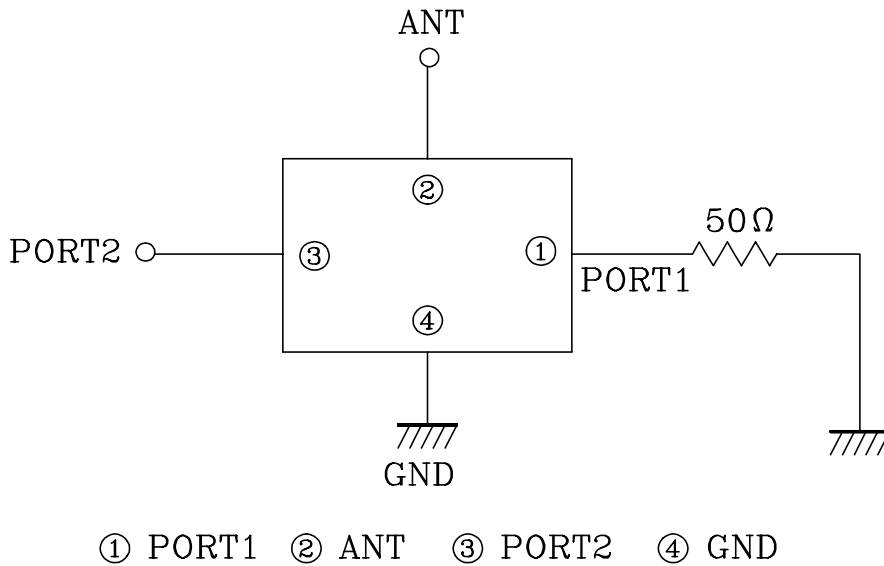 ANT
②
50Ω
PORT2 ③ ①
PORT1
④
GND
① PORT1 ② ANT ③ PORT2 ④ GND